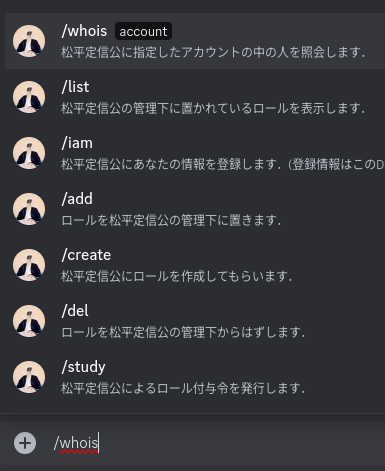 /whois account
松平定信公に指定したアカウントの中の人を照会します.
/list
松平定信公の管理下に置かれているロールを表示します.
/iam
松平定信公にあなたの情報を登録します. (登録情報はこのD
/add
ロールを松平定信公の管理下に置きます.
/create
松平定信公にロールを作成してもらいます.
/del
ロールを松平定信公の管理下からはずします.
/study
松平定信公によるロール付与令を発行します.
/whois